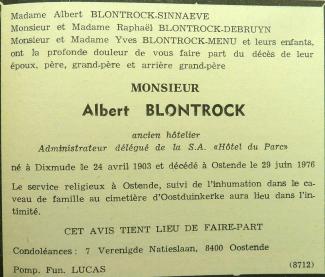 Madame Albert BLONTROCK-SINNAEVE
Monsieur et Madame Raphaël BLONTROCK-DEBRUYN
Monsieur et Madame Yves BLONTROCK-MENU et leurs enfants,
ont la profonde douleur de vous faire part du décès de leur
époux, père, grand-père et arrière grand-père
MONSIEUR
Albert BLONTROCK
ancien hôtelier
Administrateur délégué de la S.A. «Hôtel du Parc»
né à Dixmude le 24 avril 1903 et décédé à Ostende le 29 juin 1976
Le service religieux à Ostende, suivi de l'inhumation dans le ca-
veau de famille au cimetière d'Oostduinkerke aura lieu dans l'in-
timité.
CET AVIS TIENT LIEU DE FAIRE-PART
Condoléances: 7 Verenigde Natieslaan, 8400 Oostende
Pomp. Fun. LUCAS (8712)